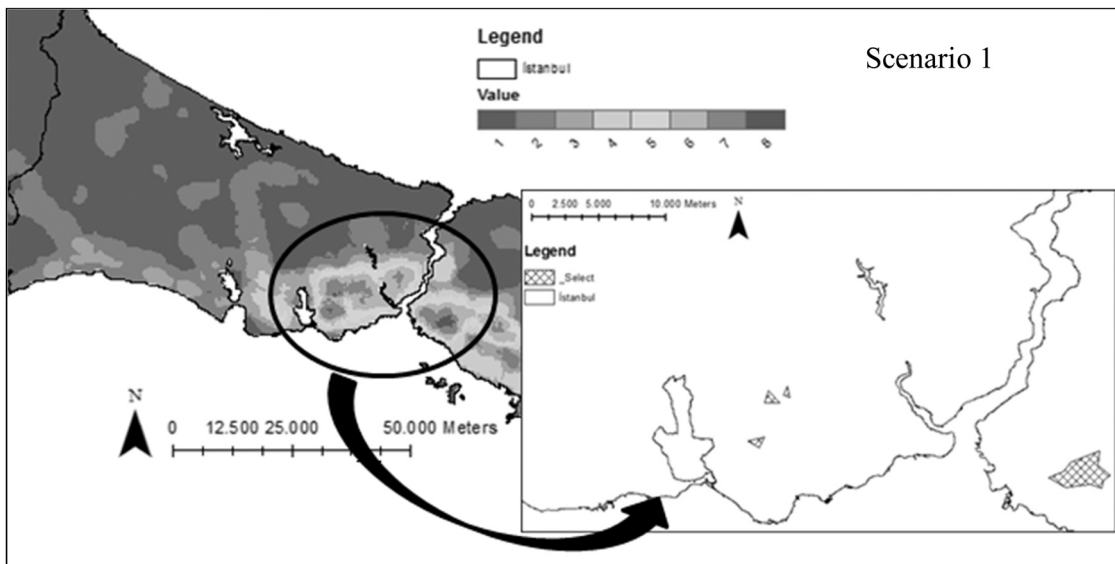 Legend
İstanbul
Value
1 2 3 4 5 6 7 8
Scenario 1
N
0 12.500 25.000 50.000 Meters
0 2.500 5.000 10.000 Meters
N
Legend
_Select
İstanbul